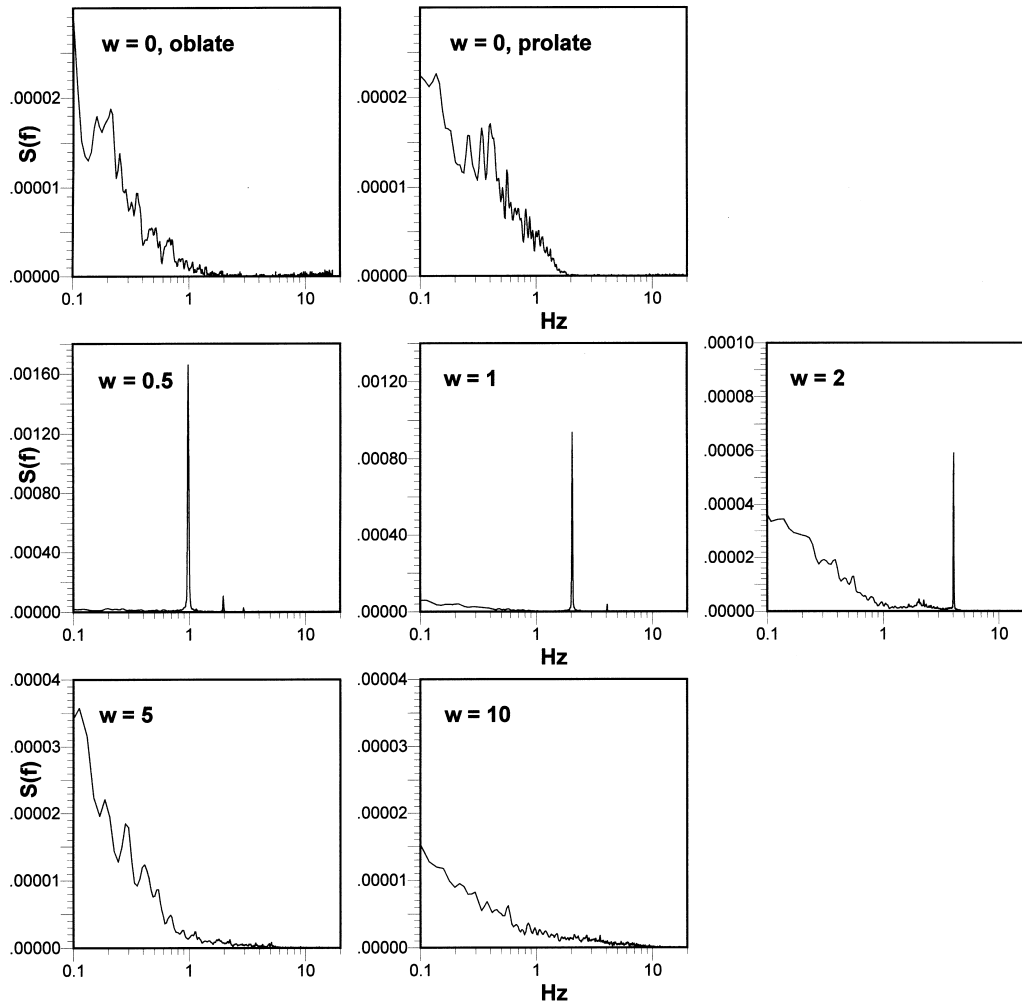 w = 0, oblate
S(f)
.00002
.00001
.00000
0.1 1 10
w = 0, prolate
.00002
.00001
.00000
0.1 1 10
Hz
w = 0.5
S(f)
.00160
.00120
.00080
.00040
.00000
0.1 1 10
w = 1
.00120
.00080
.00040
.00000
0.1 1 10
Hz
w = 2
.00010
.00008
.00006
.00004
.00002
.00000
0.1 1 10
w = 5
S(f)
.00004
.00003
.00002
.00001
.00000
0.1 1 10
w = 10
.00004
.00003
.00002
.00001
.00000
0.1 1 10
Hz